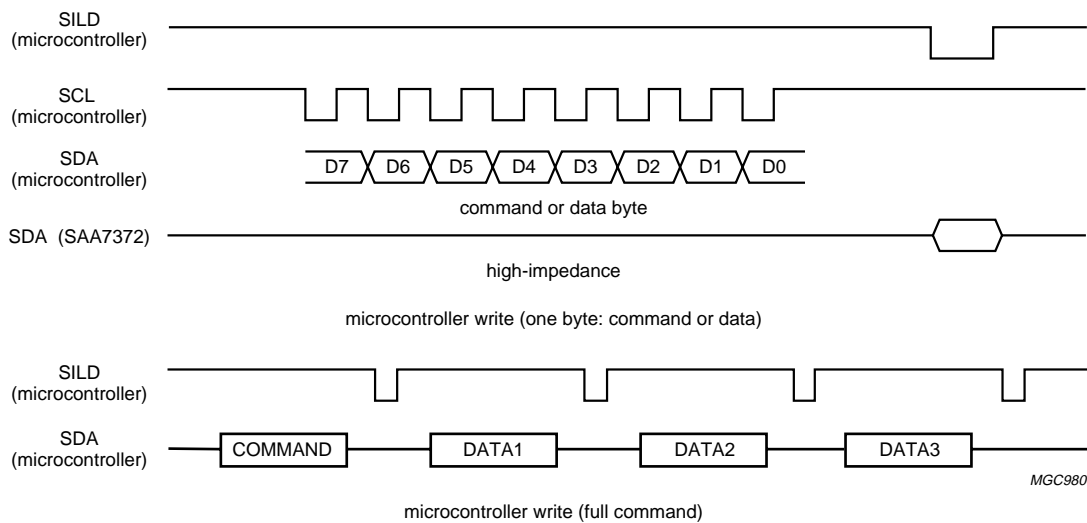 SILD
(microcontroller)
SCL
(microcontroller)
SDA
(microcontroller)
D7 D6 D5 D4 D3 D2 D1 D0
command or data byte
SDA (SAA7372)
high-impedance
microcontroller write (one byte: command or data)
SILD
(microcontroller)
SDA
(microcontroller)
COMMAND DATA1 DATA2 DATA3
MGC980
microcontroller write (full command)